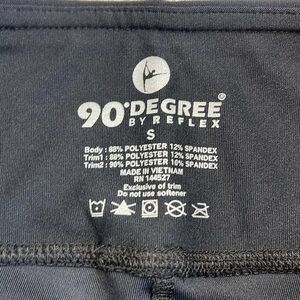 90°DEGREE®
BY REFLEX
S
Body : 88% POLYESTER 12% SPANDEX
Trim1 : 88% POLYESTER 12% SPANDEX
Trim2 : 90% POLYESTER 10% SPANDEX
MADE IN VIETNAM
RN 144527
Exclusive of trim
Do not use softener